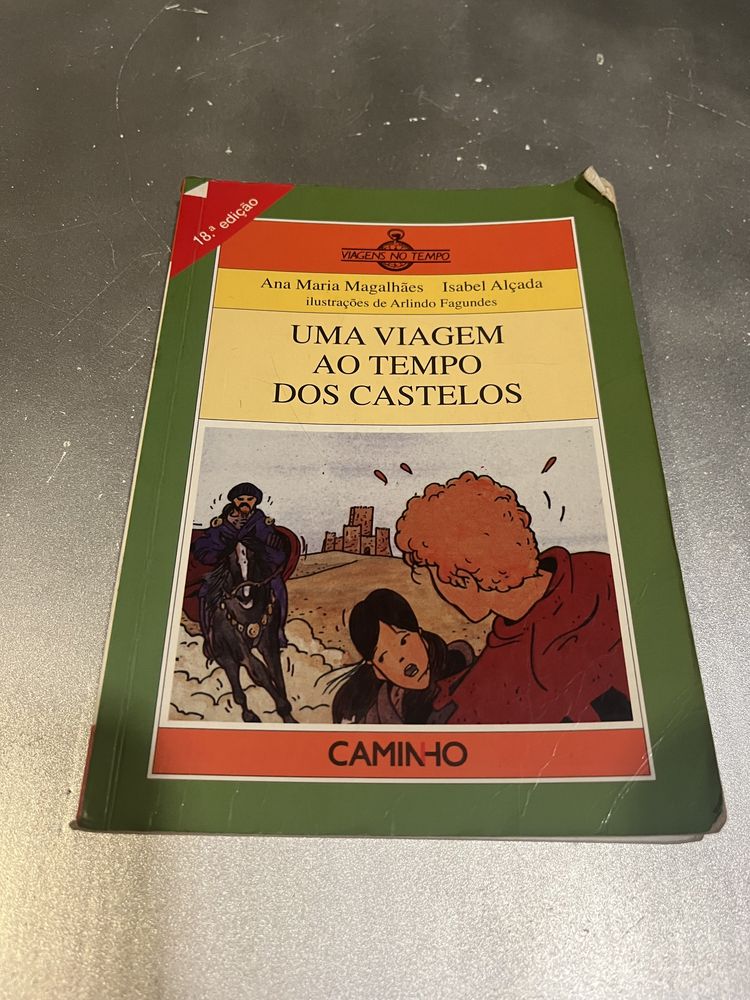 18.ª edição
VIAGENS NO TEMPO
Ana Maria Magalhães Isabel Alçada
ilustrações de Arlindo Fagundes
UMA VIAGEM
AO TEMPO
DOS CASTELOS
CAMINHO